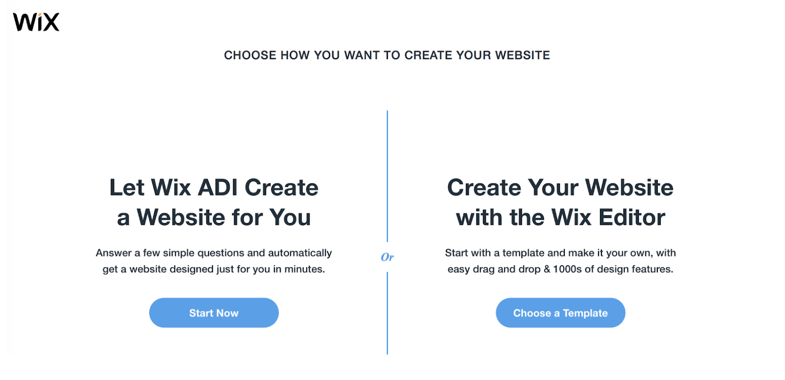 WiX
CHOOSE HOW YOU WANT TO CREATE YOUR WEBSITE
Let Wix ADI Create
a Website for You
Answer a few simple questions and automatically
get a website designed just for you in minutes.
Start Now
Or
Create Your Website
with the Wix Editor
Start with a template and make it your own, with
easy drag and drop & 1000s of design features.
Choose a Template